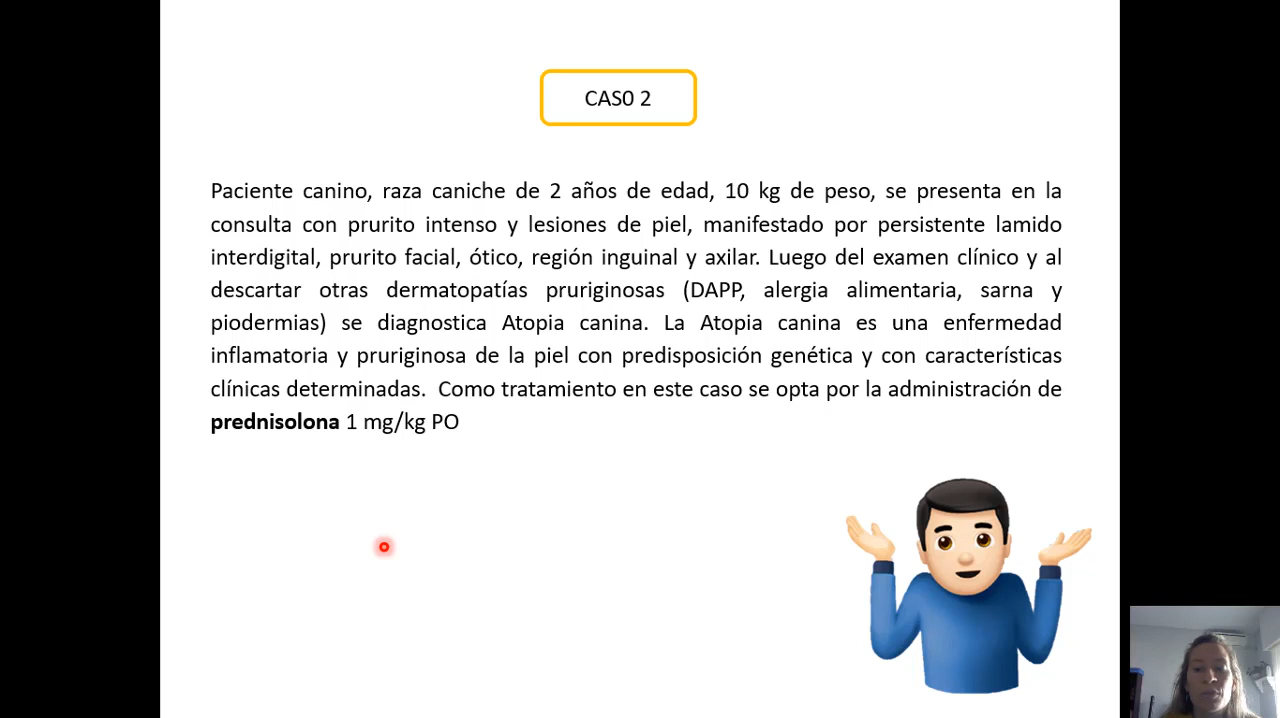 CASO 2
Paciente canino, raza caniche de 2 años de edad, 10 kg de peso, se presenta en la
consulta con prurito intenso y lesiones de piel, manifestado por persistente lamido
interdigital, prurito facial, ótico, región inguinal y axilar. Luego del examen clínico y al
descartar otras dermatopatías pruriginosas (DAPP, alergia alimentaria, sarna y
piodermias) se diagnostica Atopia canina. La Atopia canina es una enfermedad
inflamatoria y pruriginosa de la piel con predisposición genética y con características
clínicas determinadas. Como tratamiento en este caso se opta por la administración de
prednisolona 1 mg/kg PO